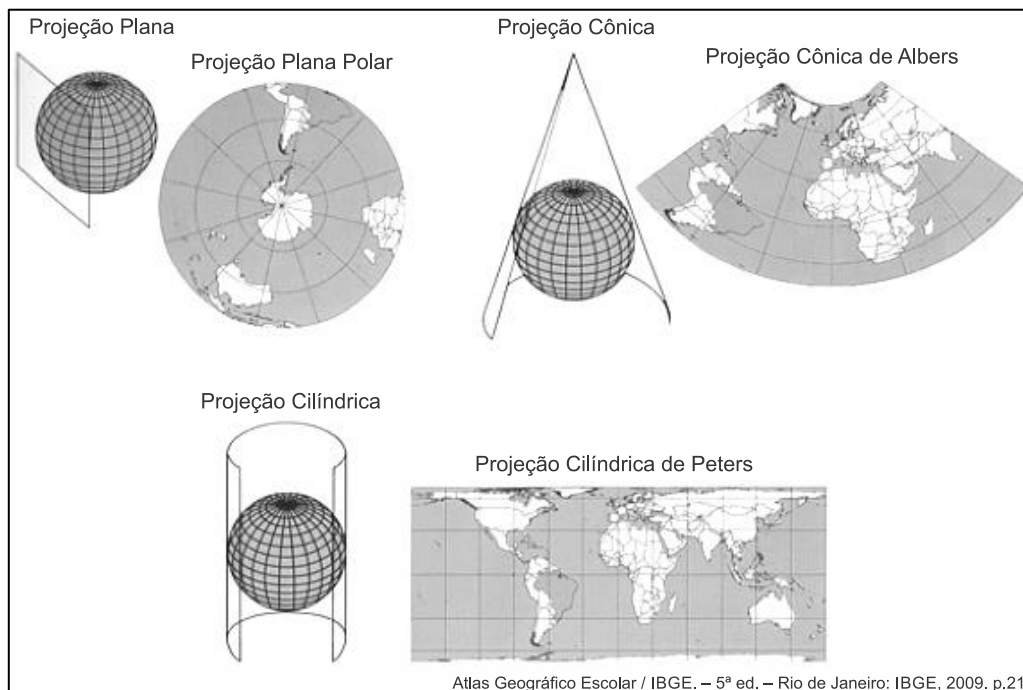 Projeção Plana
Projeção Plana Polar
Projeção Cônica
Projeção Cônica de Albers
Projeção Cilíndrica
Projeção Cilíndrica de Peters
Atlas Geográfico Escolar / IBGE. – 5ª ed. – Rio de Janeiro: IBGE, 2009. p.21